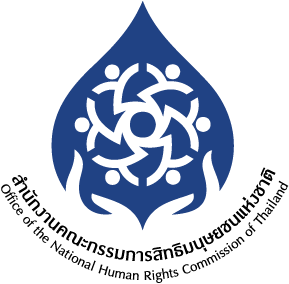 สำนักงานคณะกรรมการสิทธิมนุษยชนแห่งชาติ
Office of the National Human Rights Commission of Thailand